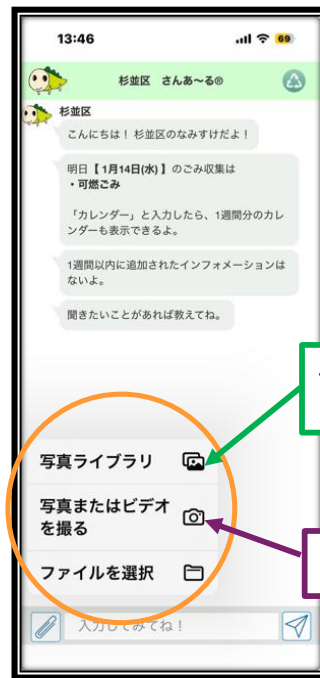 13:46
69
杉並区 さんあ~る®
杉並区
こんにちは！杉並区のなみすけだよ！
明日【1月14日(水)】のごみ収集は
・可燃ごみ
「カレンダー」と入力したら、1週間分のカレ
ンダーも表示できるよ。
1週間以内に追加されたインフォメーションは
ないよ。
聞きたいことがあれば教えてね。
写真ライブラリ
写真またはビデオ
を撮る
ファイルを選択
入力してみてね！